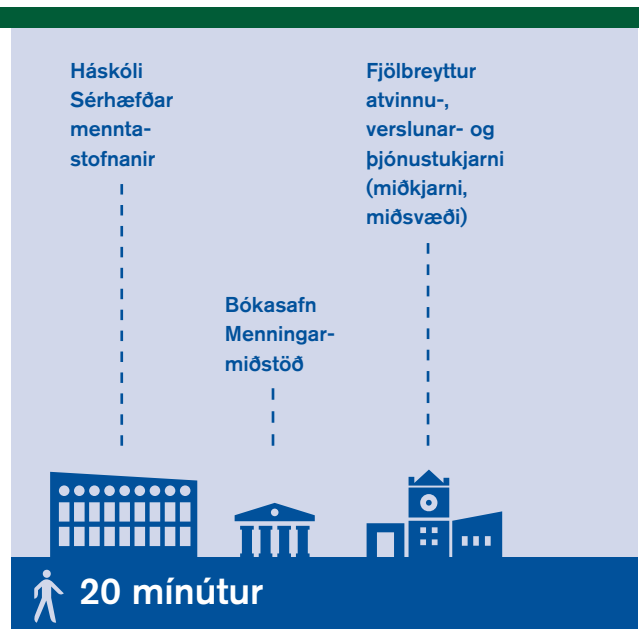 Háskóli
Sérhæfðar
mennta-
stofnanir
Fjölbreyttur
atvinnu-,
verslunar- og
þjónustukjarni
(miðkjarni,
miðsvæði)
Bókasafn
Menningar-
miðstöð
20 mínútur